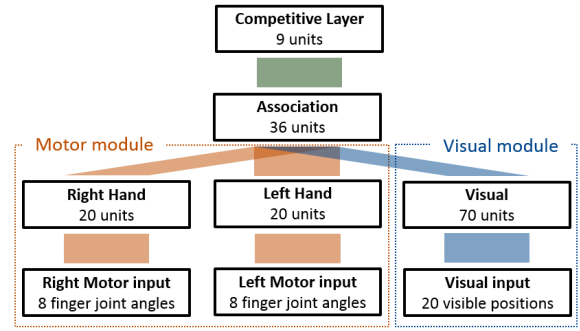 Competitive Layer
9 units
Association
36 units
Motor module
Visual module
Right Hand
20 units
Left Hand
20 units
Visual
70 units
Right Motor input
8 finger joint angles
Left Motor input
8 finger joint angles
Visual input
20 visible positions